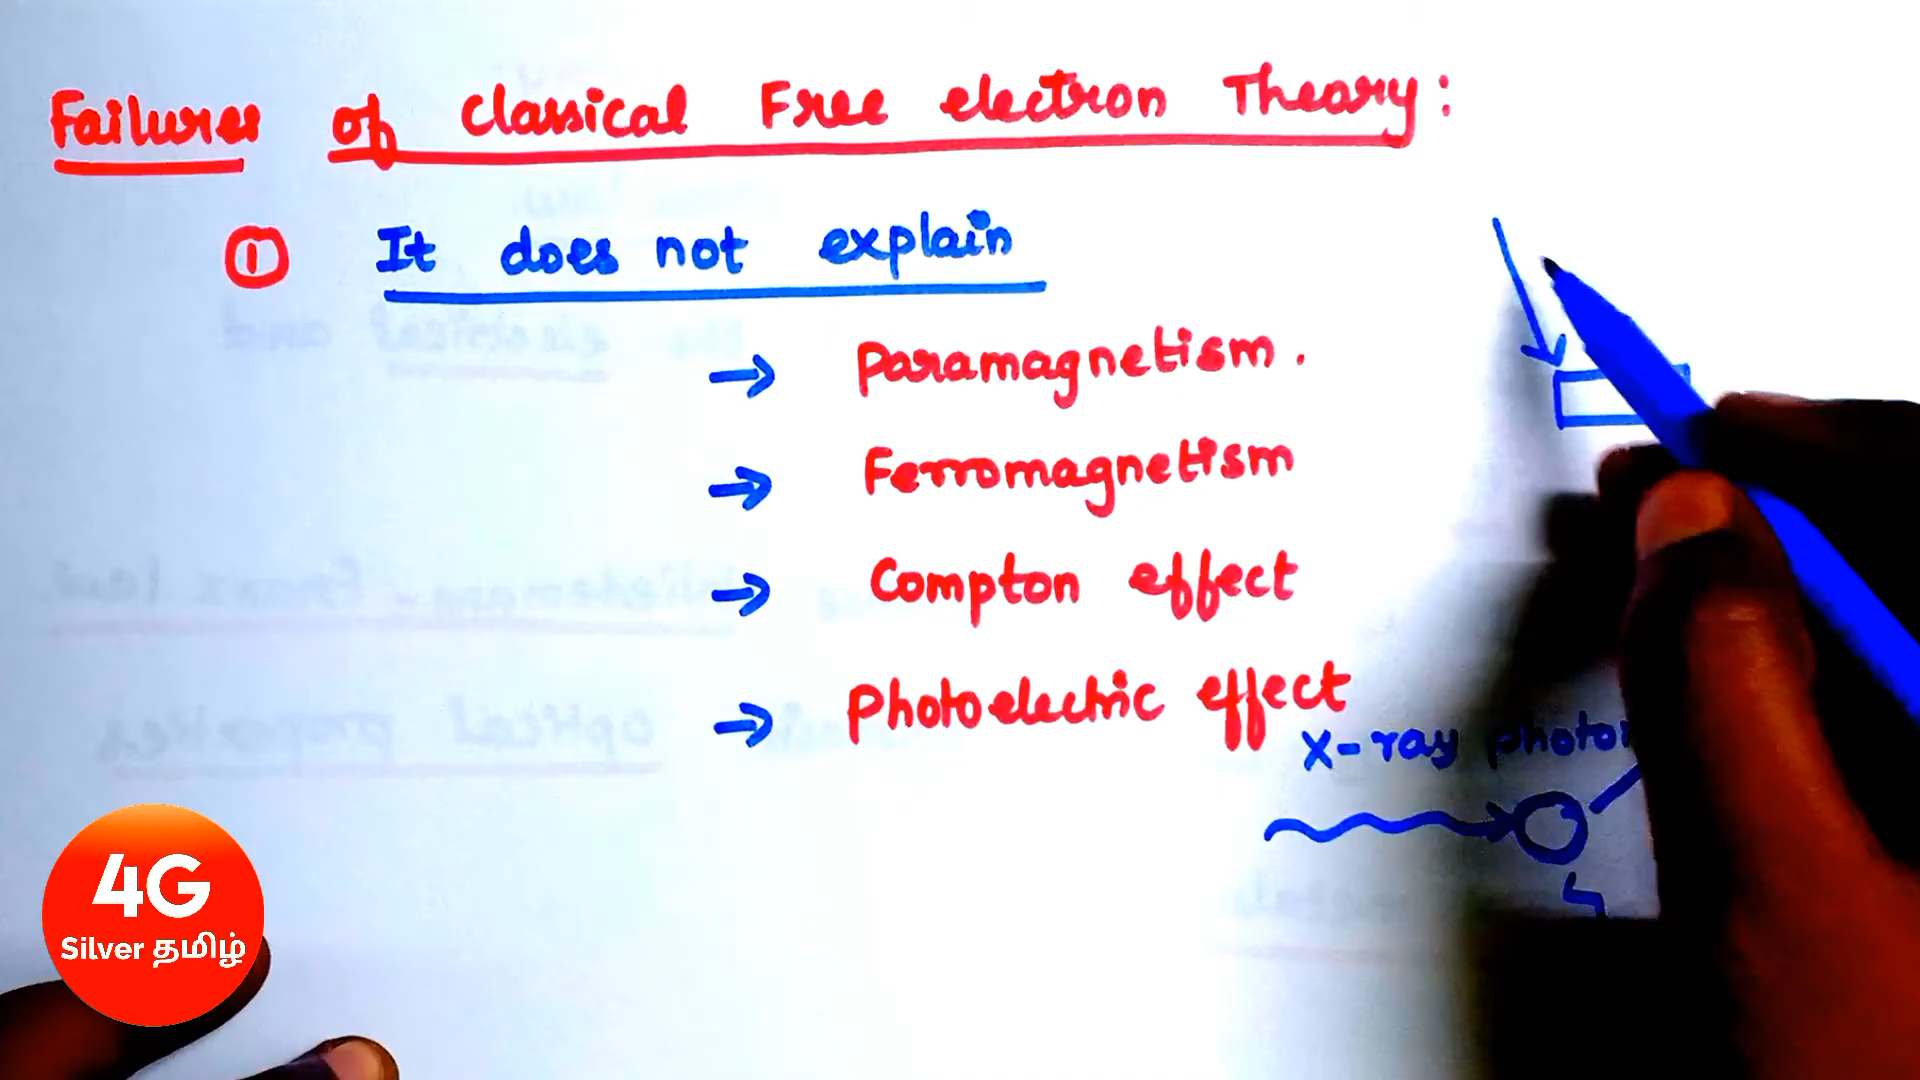 Failures of classical Free electron Theory:
① It does not explain
→ Paramagnetism.
→ Ferromagnetism
→ Compton effect
→ Photoelectric effect
X-ray photon
4G
Silver தமிழ்